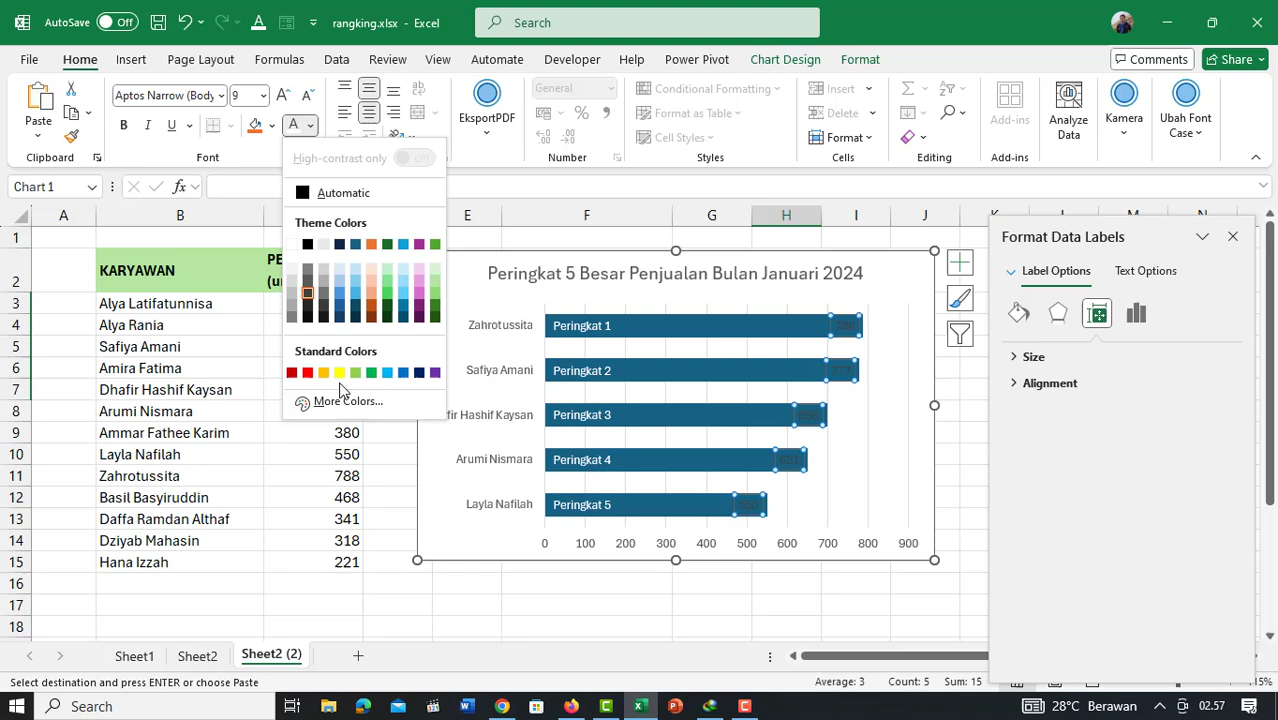 AutoSave Off rangking.xlsx - Excel Search
File Home Insert Draw Page Layout Formulas Data Review View Automate Developer Help Power Pivot Chart Design Format Comments Share
Aptos Narrow (Body) 9 General Conditional Formatting Insert
Paste B I U A % Format as Table Delete EksportPDF Add-ins Analyze Data Kamera Ubah Font Case
Cell Styles Format
Clipboard Font Number Styles Cells Editing Add-ins
High-contrast only Off
Chart 1 fx
Automatic
A B E F G H I J
Theme Colors
Standard Colors
More Colors...
1
2 KARYAWAN
3 Alya Latifatunnisa
4 Alya Rania
5 Safiya Amani
6 Amira Fatima
7 Dhafir Hashif Kaysan
8 Arumi Nismara
9 Ammar Fathee Karim 380
10 Layla Nafilah 550
11 Zahrotussita 788
12 Basil Basyiruddin 468
13 Daffa Ramdan Althaf 341
14 Dziyab Mahasin 318
15 Hana Izzah 221
16
17
18
Peringkat 5 Besar Penjualan Bulan Januari 2024
Zahrotussita Peringkat 1
Safiya Amani Peringkat 2
fir Hashif Kaysan Peringkat 3
Arumi Nismara Peringkat 4
Layla Nafilah Peringkat 5
0 100 200 300 400 500 600 700 800 900
Format Data Labels
Label Options Text Options
Size
Alignment
Sheet1 Sheet2 Sheet2 (2)
Select destination and press ENTER or choose Paste Average: 3 Count: 5 Sum: 15
Search 28°C Berawan 02.57